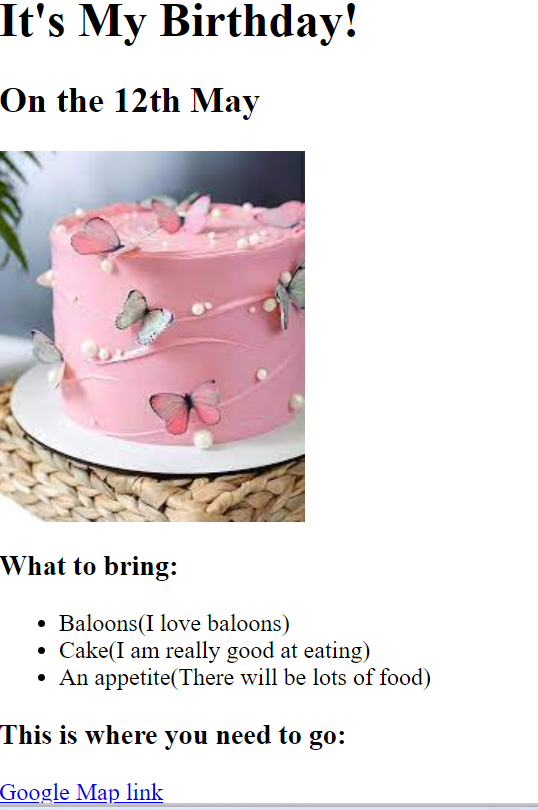 It's My Birthday!
On the 12th May
What to bring:
Baloons(I love baloons)
Cake(I am really good at eating)
An appetite(There will be lots of food)
This is where you need to go:
Google Map link